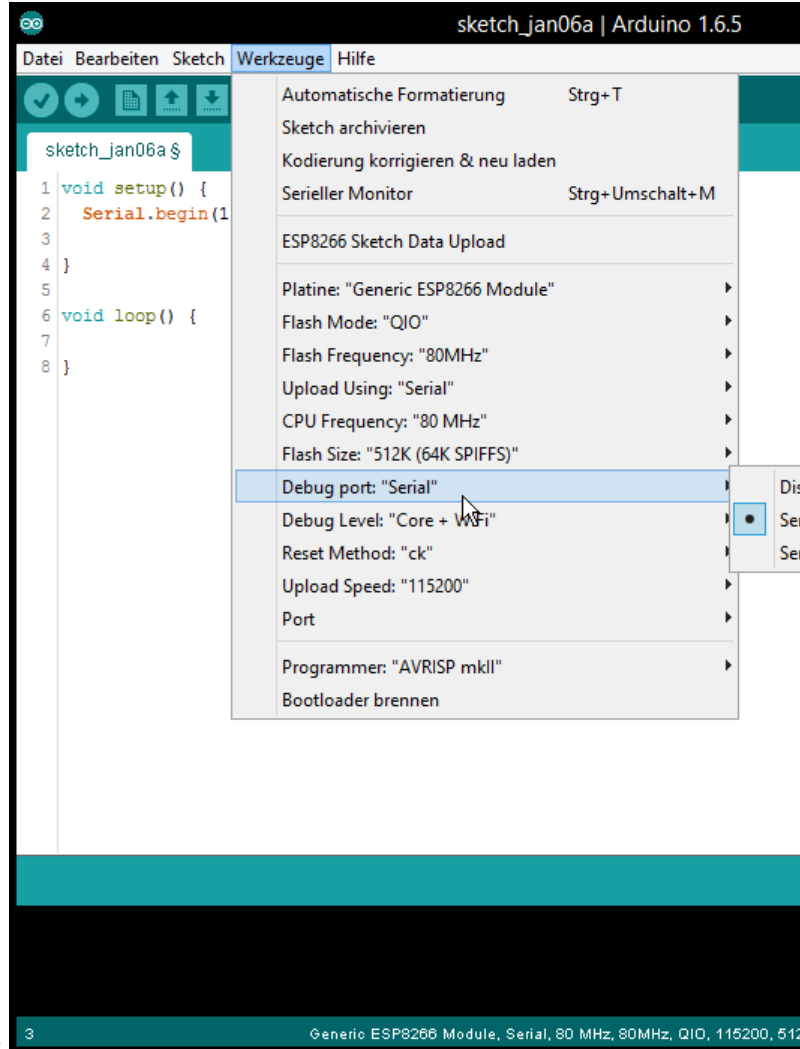 sketch_jan06a | Arduino 1.6.5
Datei Bearbeiten Sketch Werkzeuge Hilfe
sketch_jan06a §
1 void setup() {
2 Serial.begin(1
3
4 }
5
6 void loop() {
7
8 }
Automatische Formatierung Strg+T
Sketch archivieren
Kodierung korrigieren & neu laden
Serieller Monitor Strg+Umschalt+M
ESP8266 Sketch Data Upload
Platine: "Generic ESP8266 Module"
Flash Mode: "QIO"
Flash Frequency: "80MHz"
Upload Using: "Serial"
CPU Frequency: "80 MHz"
Flash Size: "512K (64K SPIFFS)"
Debug port: "Serial"
Debug Level: "Core + WiFi"
Reset Method: "ck"
Upload Speed: "115200"
Port
Programmer: "AVRISP mkII"
Bootloader brennen
Dis
Ser
Ser
3 Generic ESP8266 Module, Serial, 80 MHz, 80MHz, QIO, 115200, 512